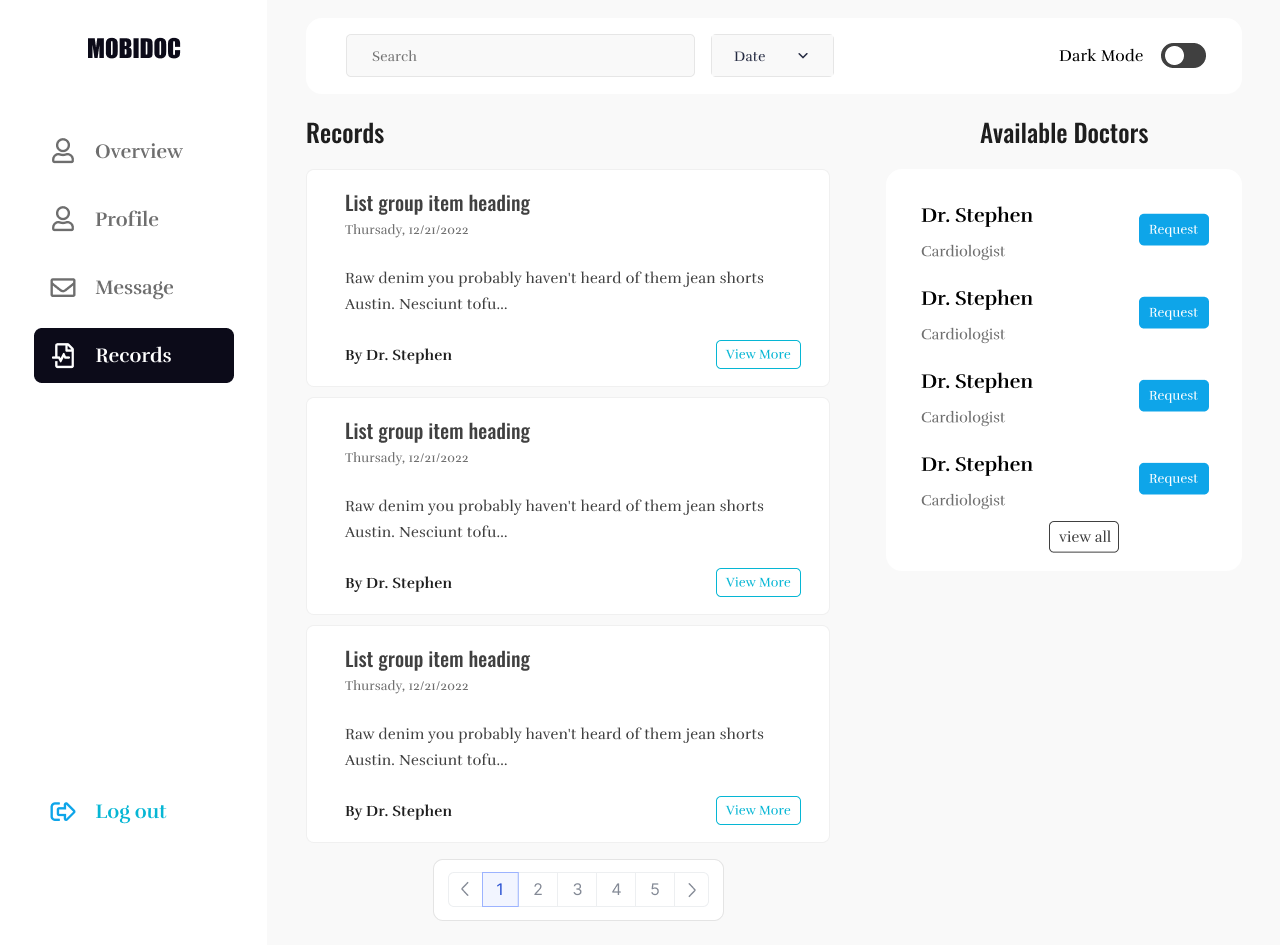 MOBIDOC
Overview
Profile
Message
Records
Log out
Search
Date
Dark Mode
Records
List group item heading
Thursady, 12/21/2022
Raw denim you probably haven't heard of them jean shorts
Austin. Nesciunt tofu...
By Dr. Stephen
View More
List group item heading
Thursady, 12/21/2022
Raw denim you probably haven't heard of them jean shorts
Austin. Nesciunt tofu...
By Dr. Stephen
View More
List group item heading
Thursady, 12/21/2022
Raw denim you probably haven't heard of them jean shorts
Austin. Nesciunt tofu...
By Dr. Stephen
View More
1 2 3 4 5
Available Doctors
Dr. Stephen
Cardiologist
Request
Dr. Stephen
Cardiologist
Request
Dr. Stephen
Cardiologist
Request
Dr. Stephen
Cardiologist
Request
view all